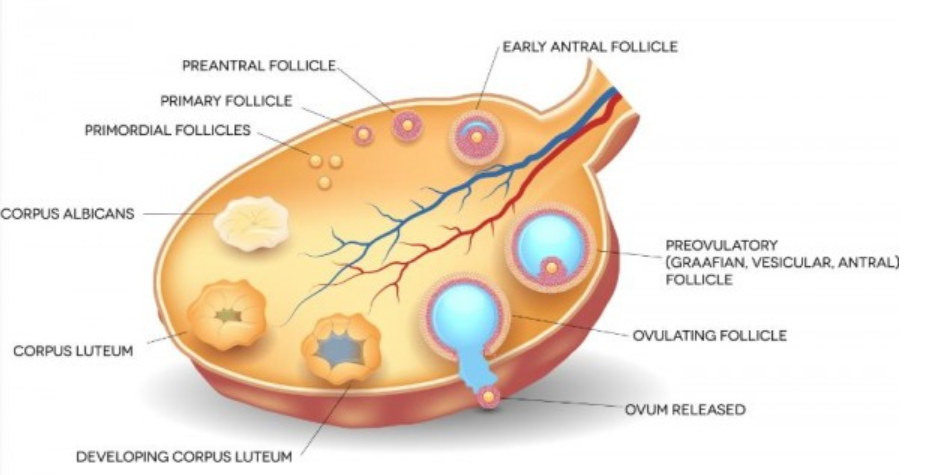 EARLY ANTRAL FOLLICLE
PREANTRAL FOLLICLE
PRIMARY FOLLICLE
PRIMORDIAL FOLLICLES
CORPUS ALBICANS
PREOVULATORY
(GRAAFIAN, VESICULAR, ANTRAL)
FOLLICLE
OVULATING FOLLICLE
CORPUS LUTEUM
OVUM RELEASED
DEVELOPING CORPUS LUTEUM